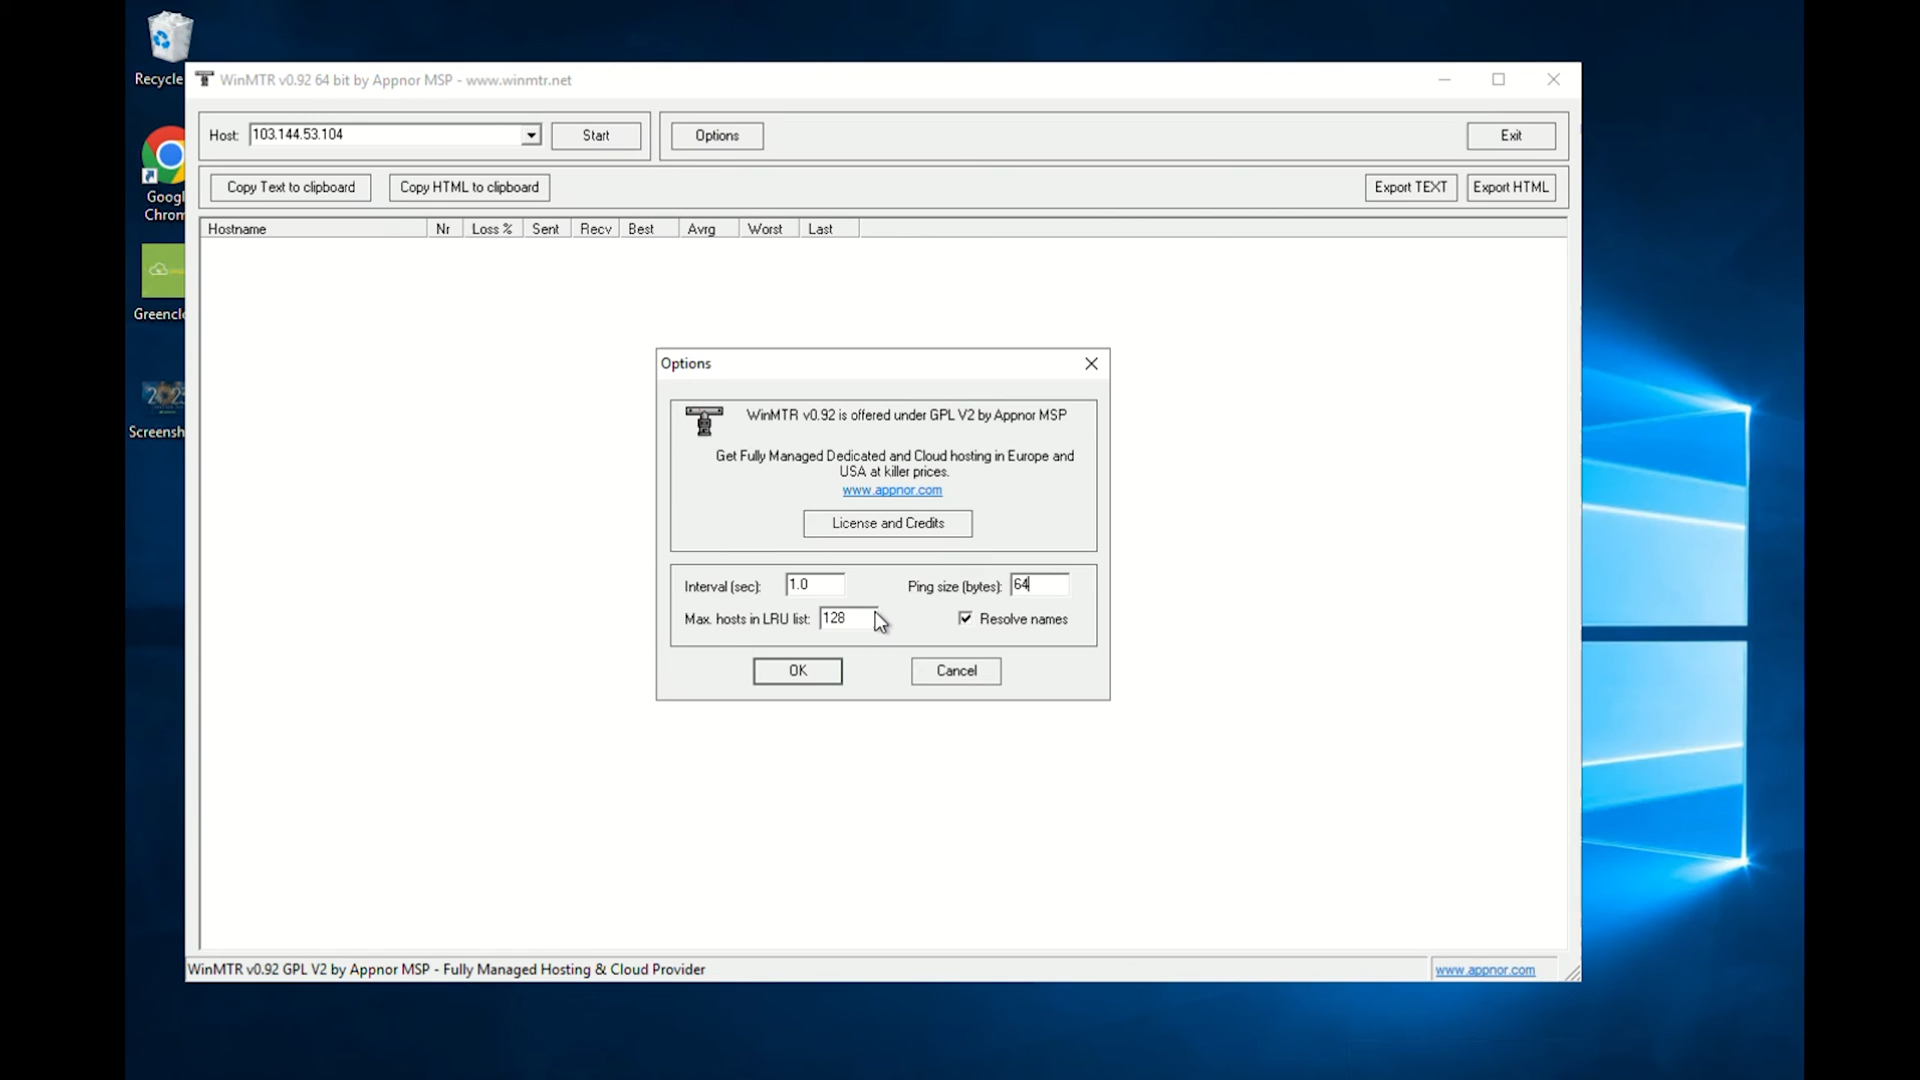 Recycle
WinMTR v0.92 64 bit by Appnor MSP - www.winmtr.net
Host: 103.144.53.104 Start Options Exit
Googl
Chrom
Copy Text to clipboard Copy HTML to clipboard Export TEXT Export HTML
Hostname Nr Loss % Sent Recv Best Avrg Worst Last
Greenclo
Screensh
Options
WinMTR v0.92 is offered under GPL V2 by Appnor MSP
Get Fully Managed Dedicated and Cloud hosting in Europe and
USA at killer prices.
www.appnor.com
License and Credits
Interval (sec): 1.0 Ping size (bytes): 64
Max. hosts in LRU list: 128 Resolve names
OK Cancel
WinMTR v0.92 GPL V2 by Appnor MSP - Fully Managed Hosting & Cloud Provider www.appnor.com